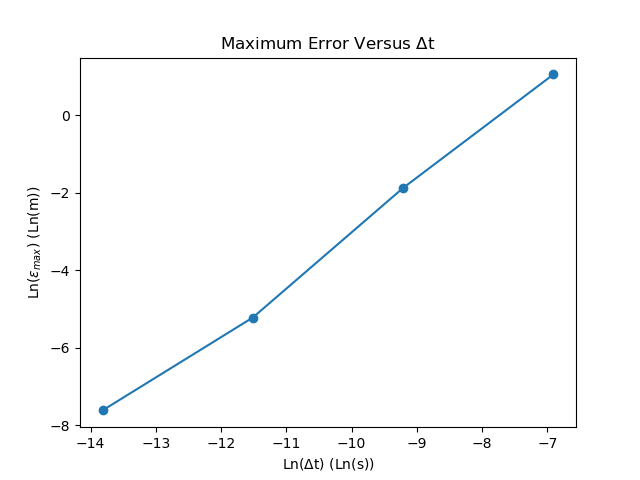 Maximum Error Versus Δt
Ln(ε_max) (Ln(m))
0
−2
−4
−6
−8
−14 −13 −12 −11 −10 −9 −8 −7
Ln(Δt) (Ln(s))